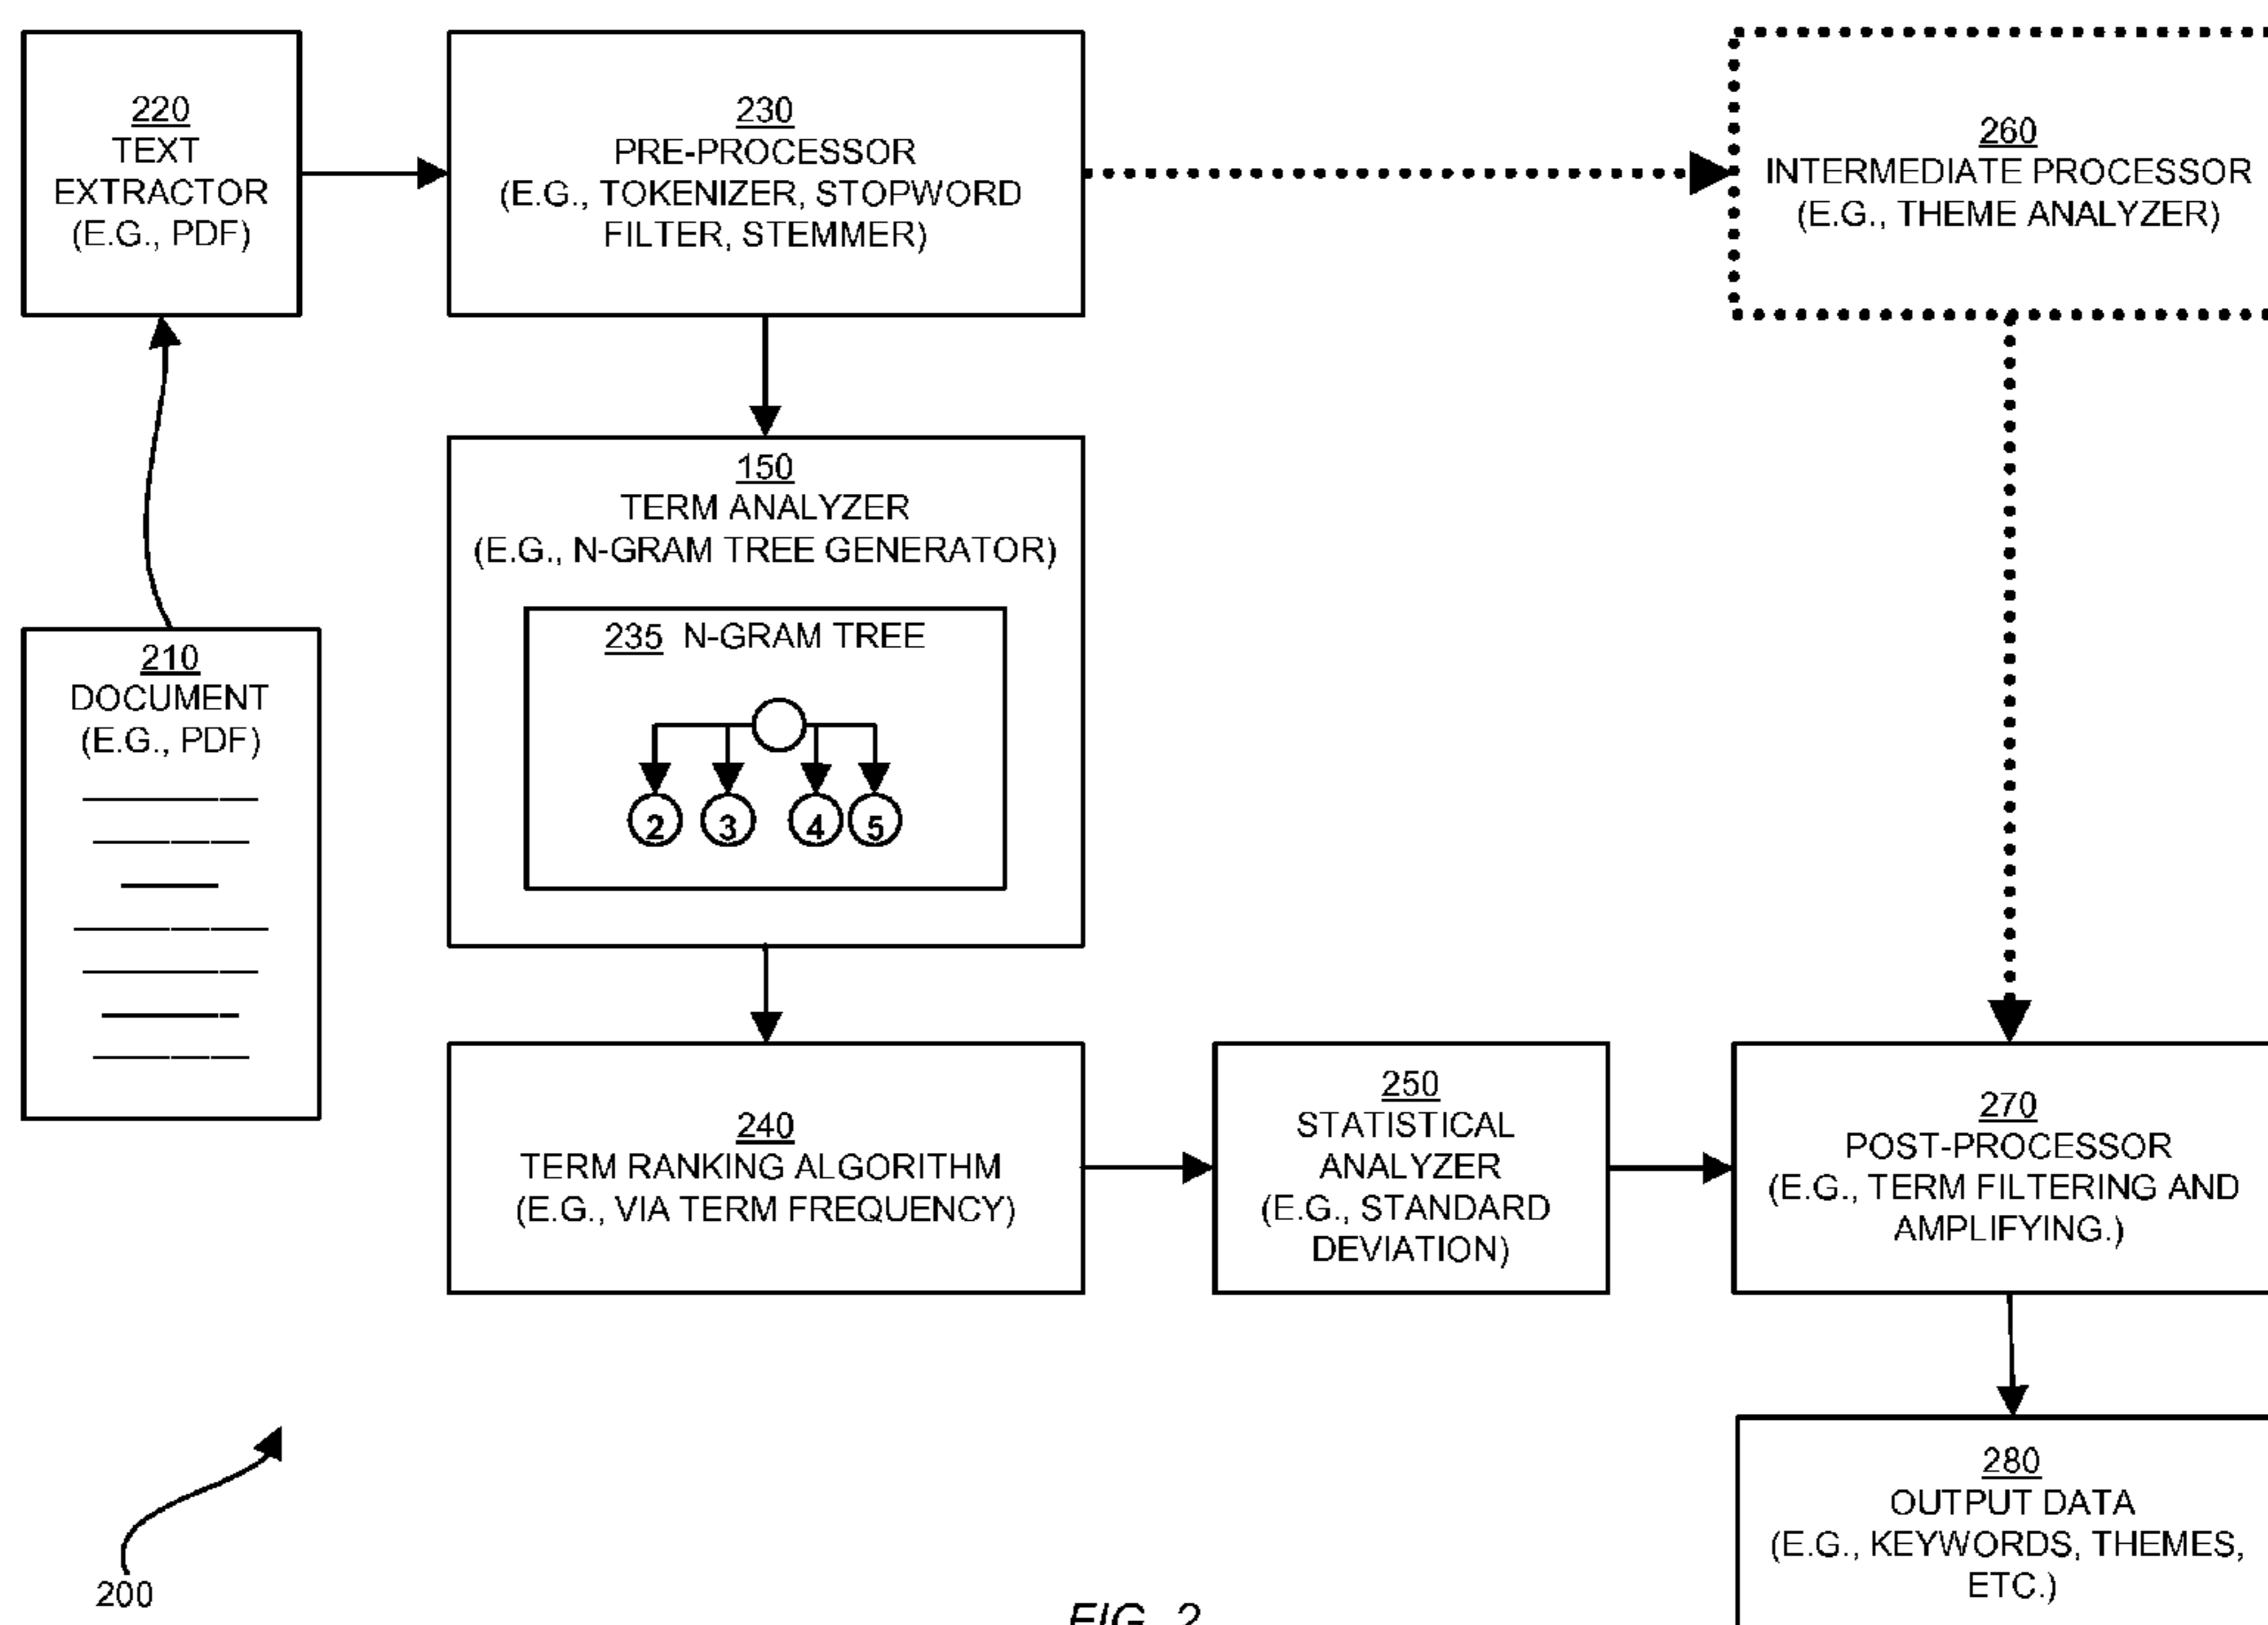 220
TEXT
EXTRACTOR
(E.G., PDF)
230
PRE-PROCESSOR
(E.G., TOKENIZER, STOPWORD
FILTER, STEMMER)
260
INTERMEDIATE PROCESSOR
(E.G., THEME ANALYZER)
150
TERM ANALYZER
(E.G., N-GRAM TREE GENERATOR)
235 N-GRAM TREE
2 3 4 5
210
DOCUMENT
(E.G., PDF)
240
TERM RANKING ALGORITHM
(E.G., VIA TERM FREQUENCY)
250
STATISTICAL
ANALYZER
(E.G., STANDARD
DEVIATION)
270
POST-PROCESSOR
(E.G., TERM FILTERING AND
AMPLIFYING.)
280
OUTPUT DATA
(E.G., KEYWORDS, THEMES,
ETC.)
200
FIG. 2